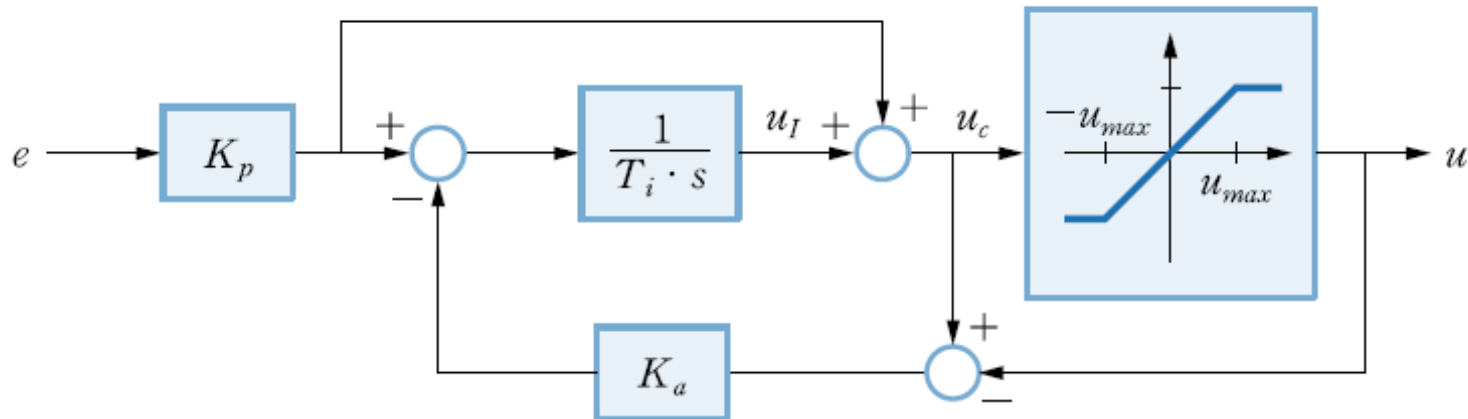 e
K_p
+
−
1
T_i · s
u_I
+
+
u_c
−u_max
u_max
u
K_a
+
−